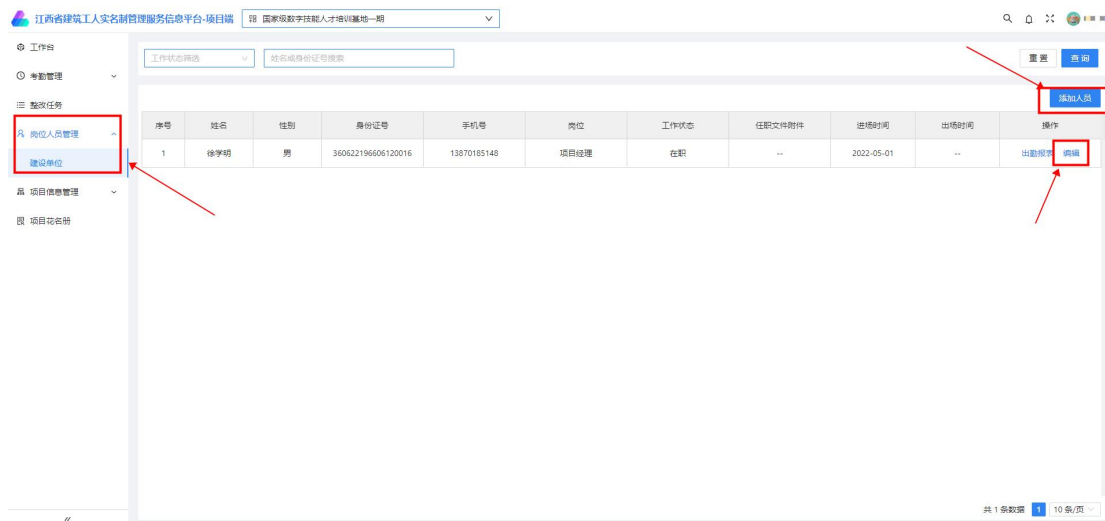 江西省建筑工人实名制管理服务信息平台-项目端 国家级数字技能人才培训基地一期
工作台
考勤管理
整改任务
岗位人员管理
建设单位
项目信息管理
项目花名册
工作状态筛选 姓名或身份证号搜索 重置 查询
添加人员
序号 姓名 性别 身份证号 手机号 岗位 工作状态 任职文件附件 进场时间 出场时间 操作
1 徐学明 男 360622196606120016 13870185148 项目经理 在职 -- 2022-05-01 -- 出勤报表 编辑
共 1 条数据 1 10 条/页